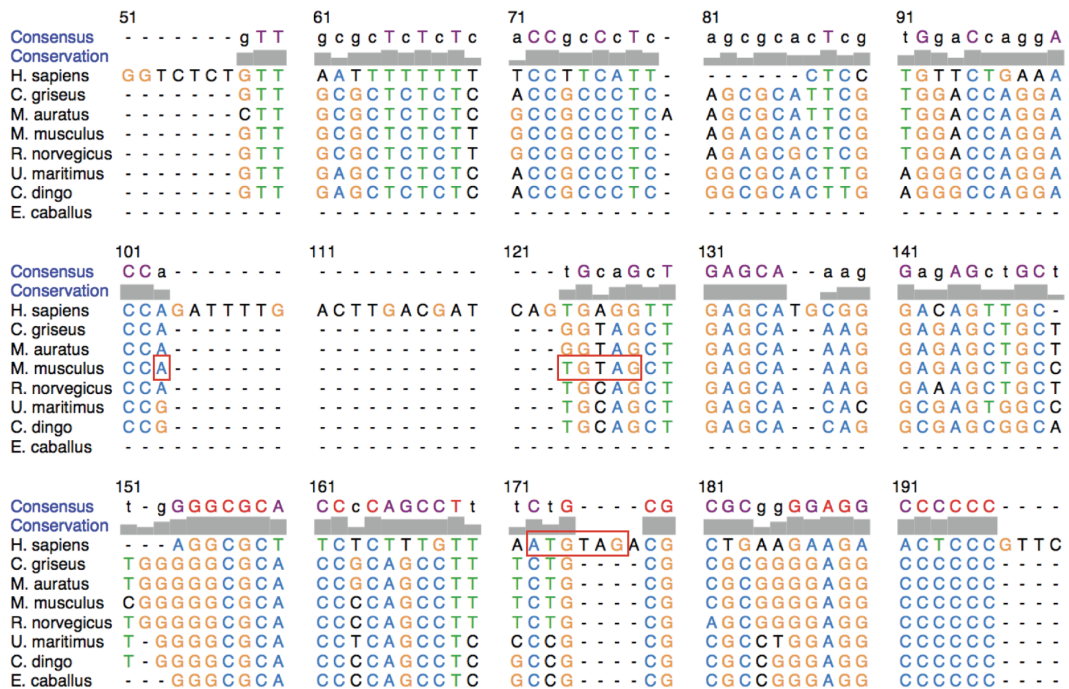 51 61 71 81 91
Consensus -------gTT gcgcTcTcTc aCCgcCcTc- agcgcacTcg tGgaCcaggA
Conservation
H. sapiens GGTCTCTGTT AATTTTTTTT TCCTTCATT- ------CTCC TGTTCTGAAA
C. griseus -------GTT GCGCTCTCTC ACCGCCCTC- AGCGCATTCG TGGACCAGGA
M. auratus -------CTT GCGCTCTCTC GCCGCCCTCA AGCGCATTCG TGGACCAGGA
M. musculus -------GTT GCGCTCTCTT GCCGCCCTC- AGAGCACTCG TGGACCAGGA
R. norvegicus -------GTT GCGCTCTCTT GCCGCCCTC- AGAGCGCTCG TGGACCAGGA
U. maritimus -------GTT GAGCTCTCTC ACCGCCCTC- GGCGCACTTG AGGGCCAGGA
C. dingo -------GTT GAGCTCTCTC ACCGCCCTC- GGCGCACTTG AGGGCCAGGA
E. caballus ---------- ---------- ---------- ---------- ----------
101 111 121 131 141
Consensus CCa------- ---------- ---tGcagCT GAGCA--aag GagAGctGCt
Conservation
H. sapiens CCAGATTTTG ACTTGACGAT CAGTGAGGTT GAGCATGCGG GACAGTTGC-
C. griseus CCA------- ---------- ---GGTAGCT GAGCA--AAG GAGAGCTGCT
M. auratus CCA------- ---------- ---GGTAGCT GAGCA--AAG GAGAGCTGCT
M. musculus CCA------- ---------- ---TGTAGCT GAGCA--AAG GAGAGCTGCC
R. norvegicus CCA------- ---------- ---TGCAGCT GAGCA--AAG GAAAGCTGCT
U. maritimus CCG------- ---------- ---TGCAGCT GAGCA--CAC GCGAGTGGCC
C. dingo CCG------- ---------- ---TGCAGCT GAGCA--CAG GCGAGCGGCA
E. caballus ---------- ---------- ---------- ---------- ----------
151 161 171 181 191
Consensus t-gGGGCGCA CCcCAGCCTt tCtG----CG CGCggGGAGG CCCCCC----
Conservation
H. sapiens ---AGGCGCT TCTCTTTGTT AATGTAGACG CTGAAGAAGA ACTCCCGTTC
C. griseus TGGGGGCGCA CCGCAGCCTT TCTG----CG CGCGGGGAGG CCCCCC----
M. auratus TGGGGGCGCA CCGCAGCCTT TCTG----CG CGCGGGGAGG CCCCCC----
M. musculus CGGGGGCGCA CCCCAGCCTT TCTG----CG CGCGGGGAGG CCCCCC----
R. norvegicus TGGGGGCGCA CCCCAGCCTT TCTG----CG AGCGGGGAGG CCCCCC----
U. maritimus T-GGGGCGCA CCTCAGCCTC CCCG----CG CGCCTGGAGG CCCCCC----
C. dingo T-GGGGCGCA CCCCAGCCTC GCCG----CG CGCCGGGAGG CCCCCC----
E. caballus ---GGGCGCA CCCCAGCCTC GCCG----CG CGCCGGGAGG CCCCCC----